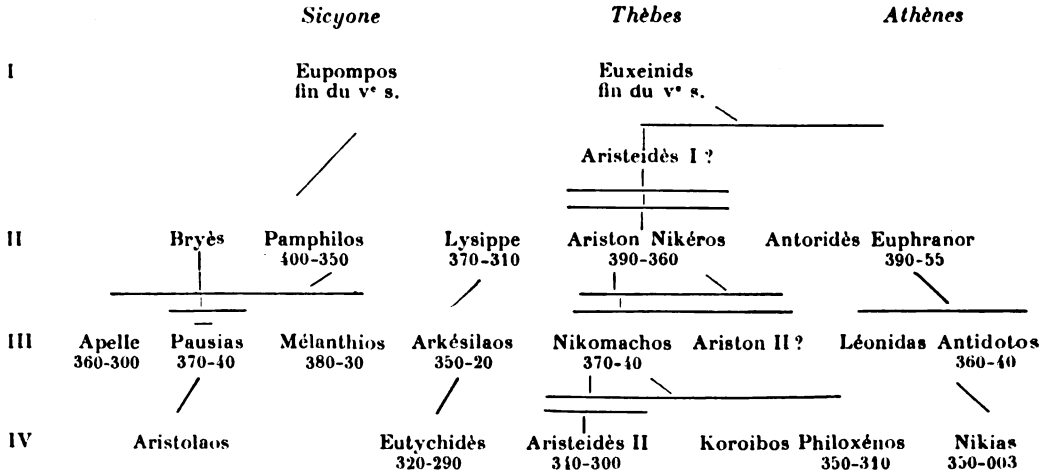 Sicyone Thèbes Athènes
I Eupompos Euxeinids
fin du vᵉ s. fin du vᵉ s.
Aristeidès I ?
II Bryès Pamphilos Lysippe Ariston Nikéros Antoridès Euphranor
400-350 370-310 390-360 390-55
III Apelle Pausias Mélanthios Arkésilaos Nikomachos Ariston II ? Léonidas Antidotos
360-300 370-40 380-30 350-20 370-40 360-40
IV Aristolaos Eutychidès Aristeidès II Koroibos Philoxénos Nikias
320-290 340-300 350-310 350-003